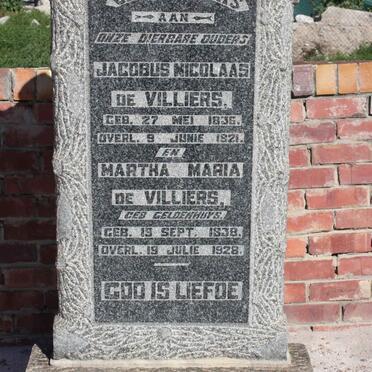 AAN
ONZE DIERBARE OUDERS
JACOBUS NICOLAAS
DE VILLIERS,
GEB. 27 MEI 1836.
OVERL. 9 JUNIE 1921.
EN
MARTHA MARIA
DE VILLIERS,
GEB GELDENHUYS
GEB. 19 SEPT. 1838.
OVERL. 19 JULIE 1928.
GOD IS LIEFDE